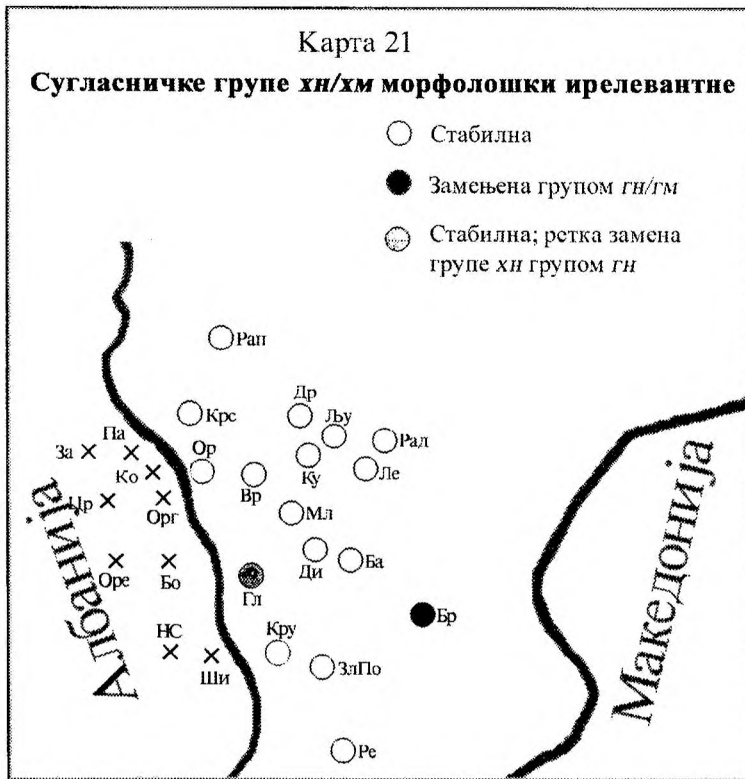 Карта 21
Сугласничке групе хн/хм морфолошки ирелевантне
Стабилна
Замењена групом гн/гм
Стабилна; ретка замена
групе хн групом гн
Рап
Крс
Др
Љу
Рад
Па
За
Ко
Ор
Вр
Ку
Ле
Цр
Орг
Мл
Оре
Бо
Ди
Ба
Гл
Бр
НС
Ши
Кру
ЗлПо
Ре
Албанија
Македонија